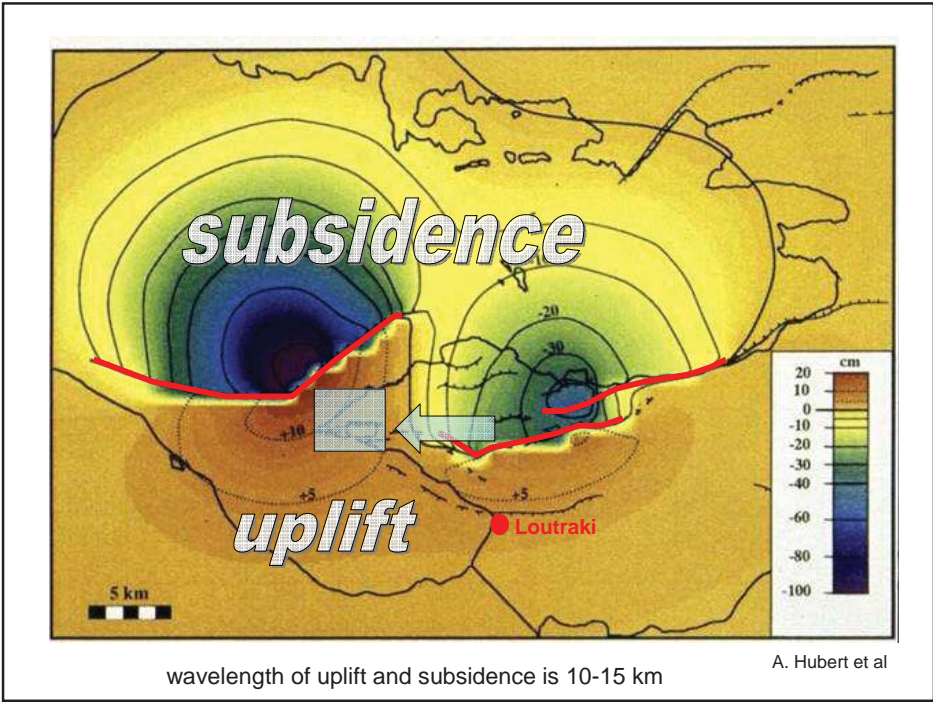 subsidence
-10
-20
-30
+10
+5
+5
uplift
Loutraki
5 km
cm
20
10
0
-10
-20
-30
-40
-60
-80
-100
wavelength of uplift and subsidence is 10-15 km
A. Hubert et al